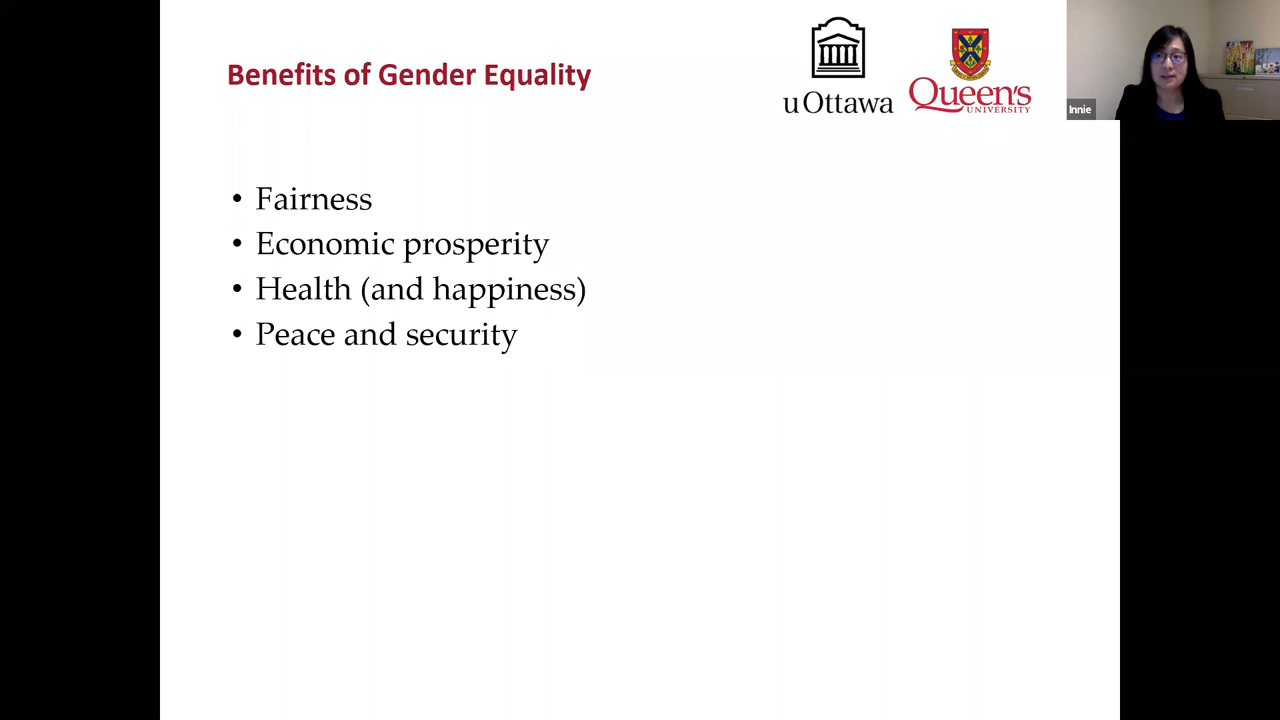 Benefits of Gender Equality
uOttawa
Queen's
UNIVERSITY
Innie
• Fairness
• Economic prosperity
• Health (and happiness)
• Peace and security